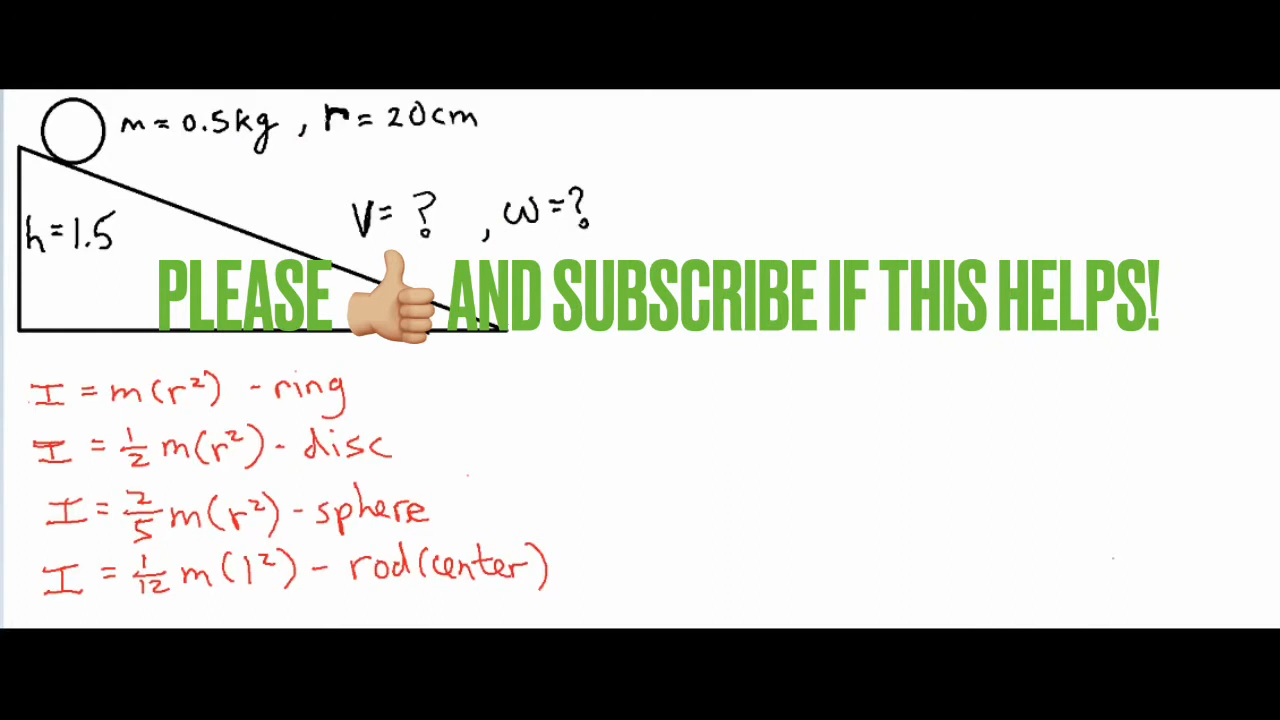 m = 0.5kg , r = 20cm
h = 1.5
V = ? , ω = ?
PLEASE 👍🏼 AND SUBSCRIBE IF THIS HELPS!
I = m(r²) - ring
I = 1/2 m(r²) - disc
I = 2/5 m(r²) - sphere
I = 1/12 m(l²) - rod(center)